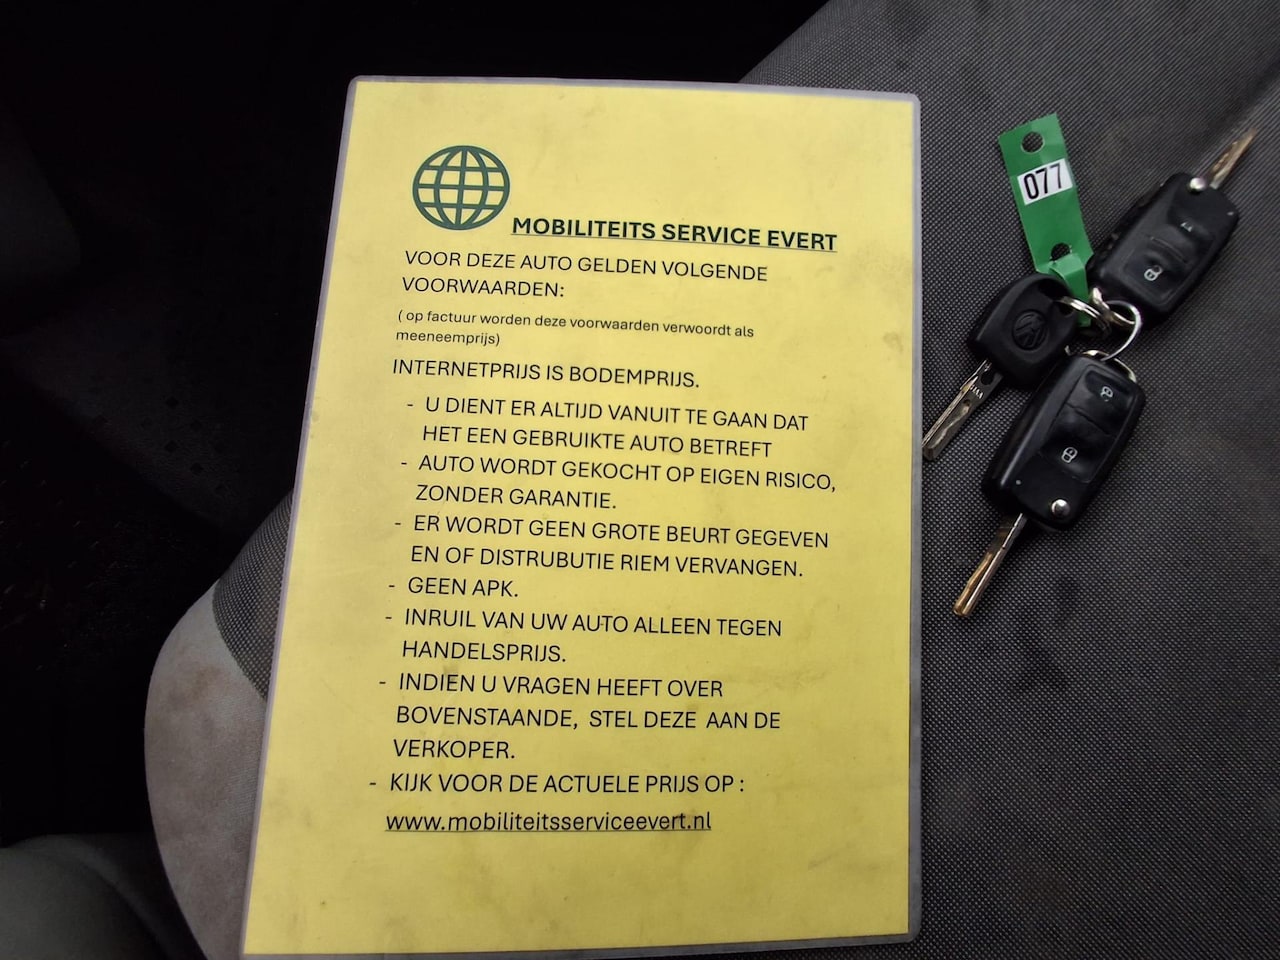 MOBILITEITS SERVICE EVERT
VOOR DEZE AUTO GELDEN VOLGENDE
VOORWAARDEN:
( op factuur worden deze voorwaarden verwoordt als
meeneemprijs)
INTERNETPRIJS IS BODEMPRIJS.
- U DIENT ER ALTIJD VANUIT TE GAAN DAT
HET EEN GEBRUIKTE AUTO BETREFT
- AUTO WORDT GEKOCHT OP EIGEN RISICO,
ZONDER GARANTIE.
- ER WORDT GEEN GROTE BEURT GEGEVEN
EN OF DISTRUBUTIE RIEM VERVANGEN.
- GEEN APK.
- INRUIL VAN UW AUTO ALLEEN TEGEN
HANDELSPRIJS.
- INDIEN U VRAGEN HEEFT OVER
BOVENSTAANDE, STEL DEZE AAN DE
VERKOPER.
- KIJK VOOR DE ACTUELE PRIJS OP :
www.mobiliteitsserviceevert.nl
077